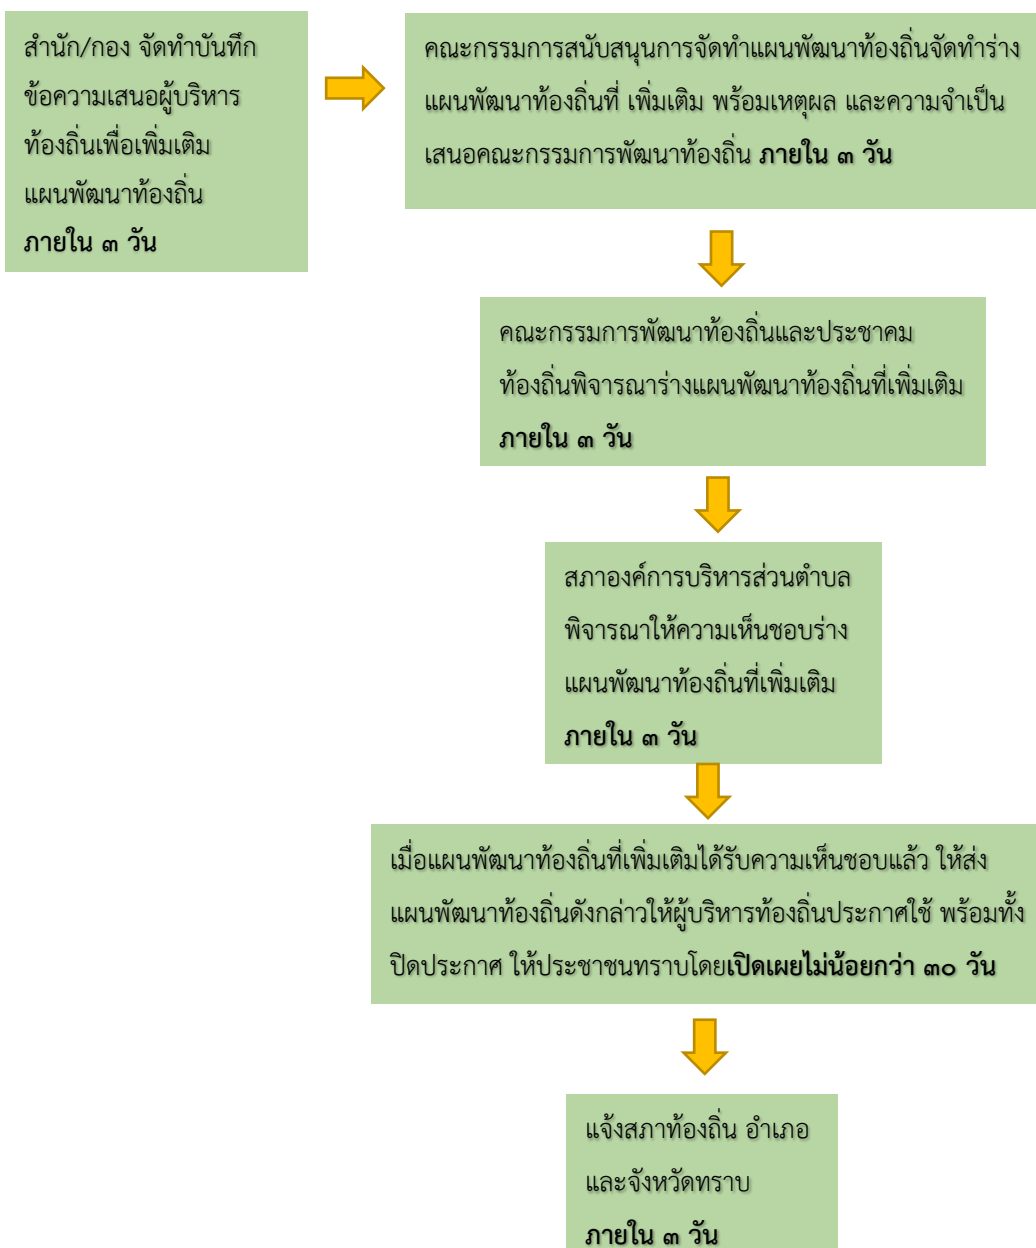 สำนัก/กอง จัดทำบันทึก
ข้อความเสนอผู้บริหาร
ท้องถิ่นเพื่อเพิ่มเติม
แผนพัฒนาท้องถิ่น
ภายใน ๓ วัน
คณะกรรมการสนับสนุนการจัดทำแผนพัฒนาท้องถิ่นจัดทำร่าง
แผนพัฒนาท้องถิ่นที่ เพิ่มเติม พร้อมเหตุผล และความจำเป็น
เสนอคณะกรรมการพัฒนาท้องถิ่น ภายใน ๓ วัน
คณะกรรมการพัฒนาท้องถิ่นและประชาคม
ท้องถิ่นพิจารณาร่างแผนพัฒนาท้องถิ่นที่เพิ่มเติม
ภายใน ๓ วัน
สภาองค์การบริหารส่วนตำบล
พิจารณาให้ความเห็นชอบร่าง
แผนพัฒนาท้องถิ่นที่เพิ่มเติม
ภายใน ๓ วัน
เมื่อแผนพัฒนาท้องถิ่นที่เพิ่มเติมได้รับความเห็นชอบแล้ว ให้ส่ง
แผนพัฒนาท้องถิ่นดังกล่าวให้ผู้บริหารท้องถิ่นประกาศใช้ พร้อมทั้ง
ปิดประกาศ ให้ประชาชนทราบโดยเปิดเผยไม่น้อยกว่า ๓๐ วัน
แจ้งสภาท้องถิ่น อำเภอ
และจังหวัดทราบ
ภายใน ๓ วัน